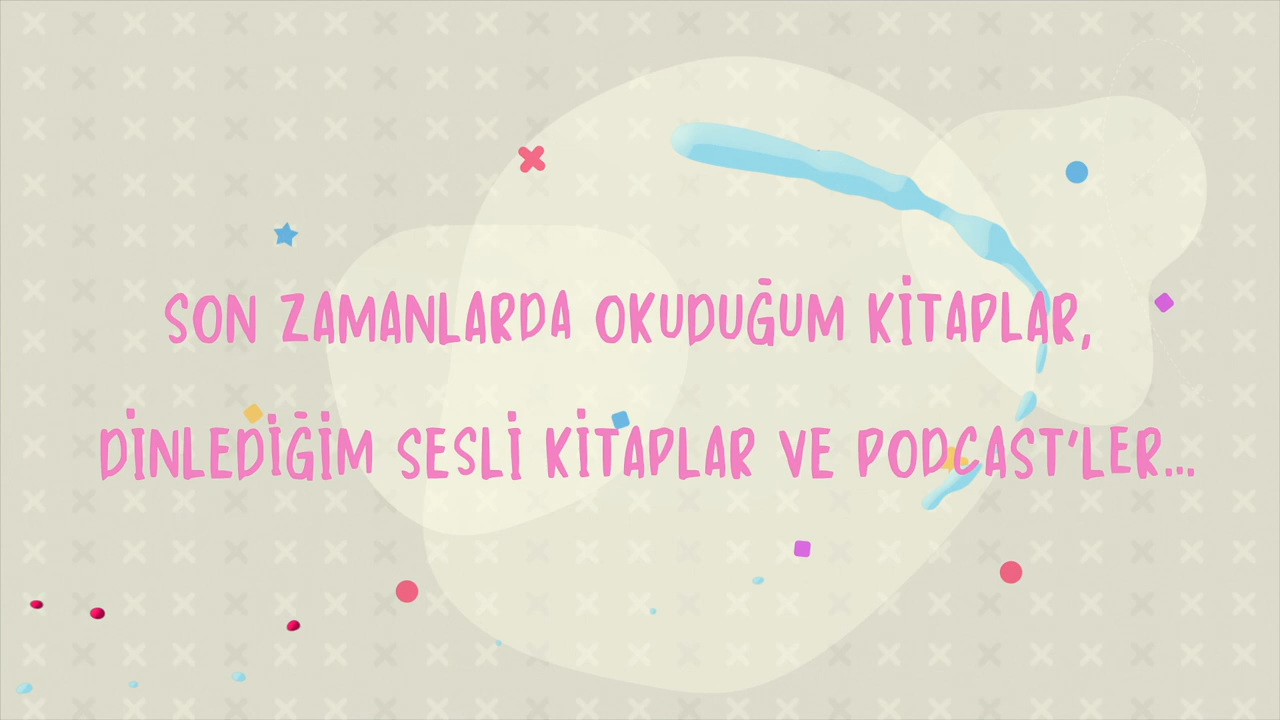 SON ZAMANLARDA OKUDUĞUM KİTAPLAR,
DİNLEDİĞİM SESLİ KİTAPLAR VE PODCAST'LER...